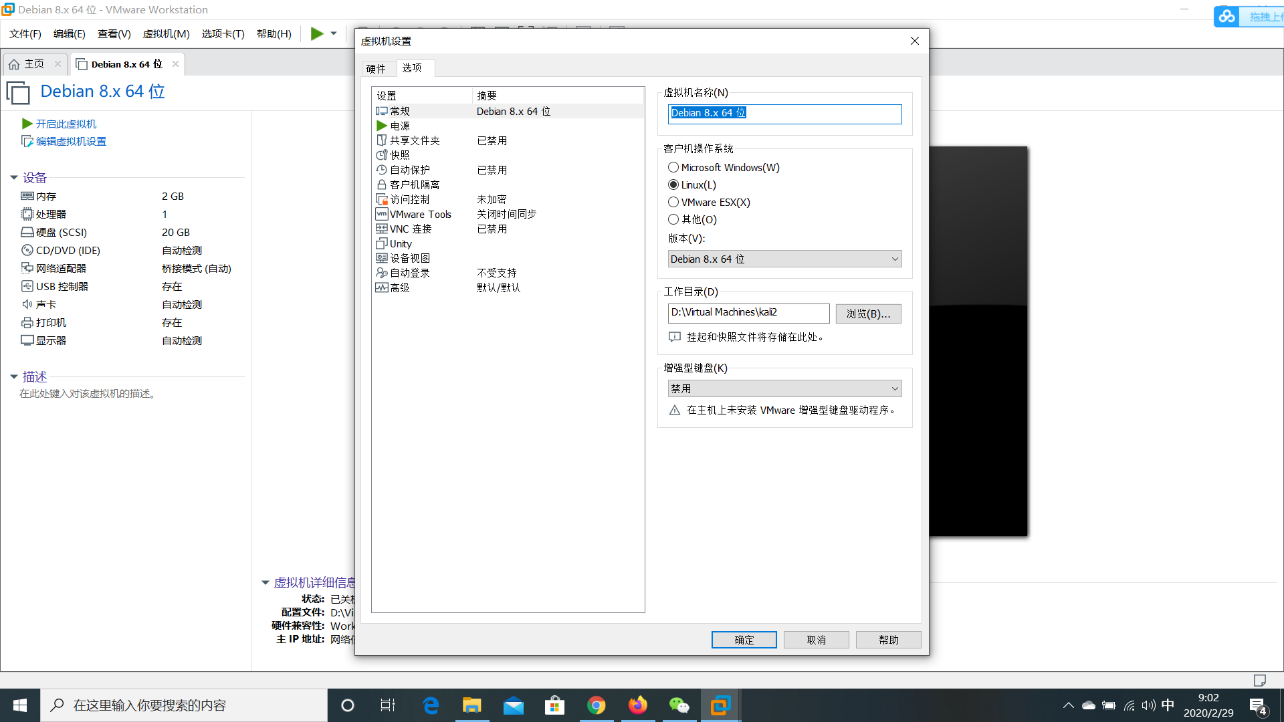 Debian 8.x 64 位 - VMware Workstation
拖拽上
文件(F) 编辑(E) 查看(V) 虚拟机(M) 选项卡(T) 帮助(H)
主页
Debian 8.x 64 位
Debian 8.x 64 位
开启此虚拟机
编辑虚拟机设置
设备
内存 2 GB
处理器 1
硬盘 (SCSI) 20 GB
CD/DVD (IDE) 自动检测
网络适配器 桥接模式 (自动)
USB 控制器 存在
声卡 自动检测
打印机 存在
显示器 自动检测
描述
在此处键入对该虚拟机的描述。
虚拟机详细信息
状态: 已关
配置文件: D:\Vi
硬件兼容性: Work
主 IP 地址: 网络信
虚拟机设置
硬件 选项
设置 摘要
常规 Debian 8.x 64 位
电源
共享文件夹 已禁用
快照
自动保护 已禁用
客户机隔离
访问控制 未加密
VMware Tools 关闭时间同步
VNC 连接 已禁用
Unity
设备视图
自动登录 不受支持
高级 默认/默认
虚拟机名称(N)
Debian 8.x 64 位
客户机操作系统
Microsoft Windows(W)
Linux(L)
VMware ESX(X)
其他(O)
版本(V):
Debian 8.x 64 位
工作目录(D)
D:\Virtual Machines\kali2
浏览(B)...
挂起和快照文件将存储在此处。
增强型键盘(K)
禁用
在主机上未安装 VMware 增强型键盘驱动程序。
确定 取消 帮助
在这里输入你要搜索的内容
中
9:02
2020/2/29
4